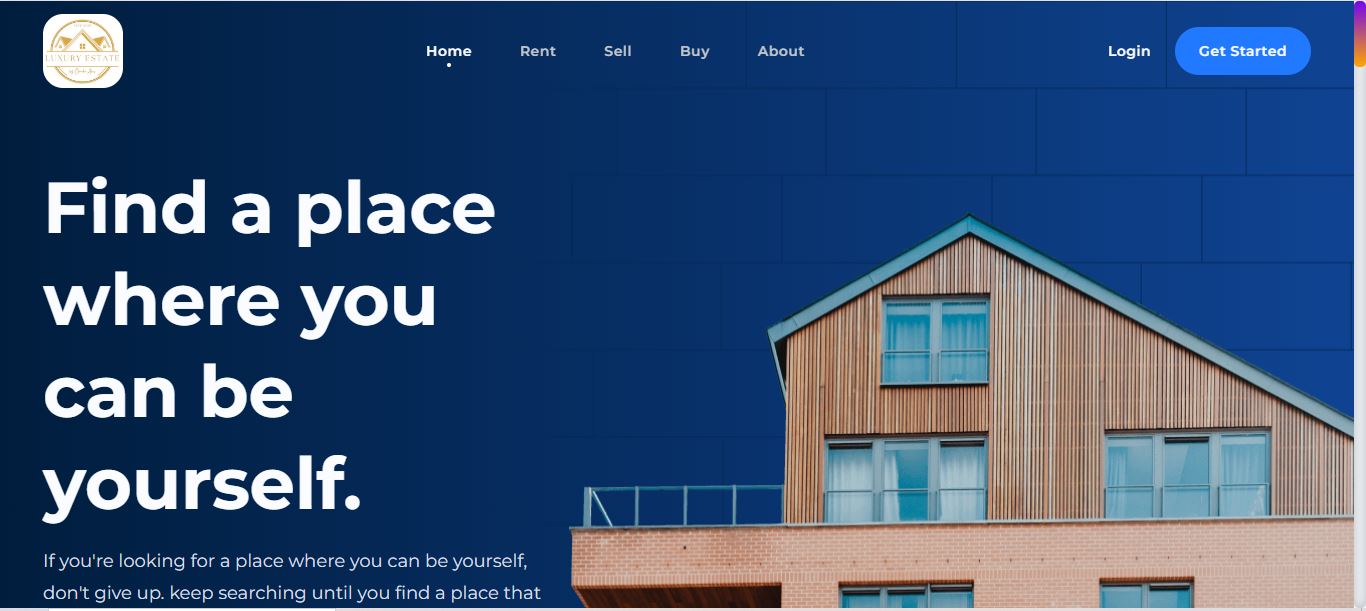 LUXURY ESTATE
Home
Rent
Sell
Buy
About
Login
Get Started
Find a place
where you
can be
yourself.
If you're looking for a place where you can be yourself,
don't give up. keep searching until you find a place that